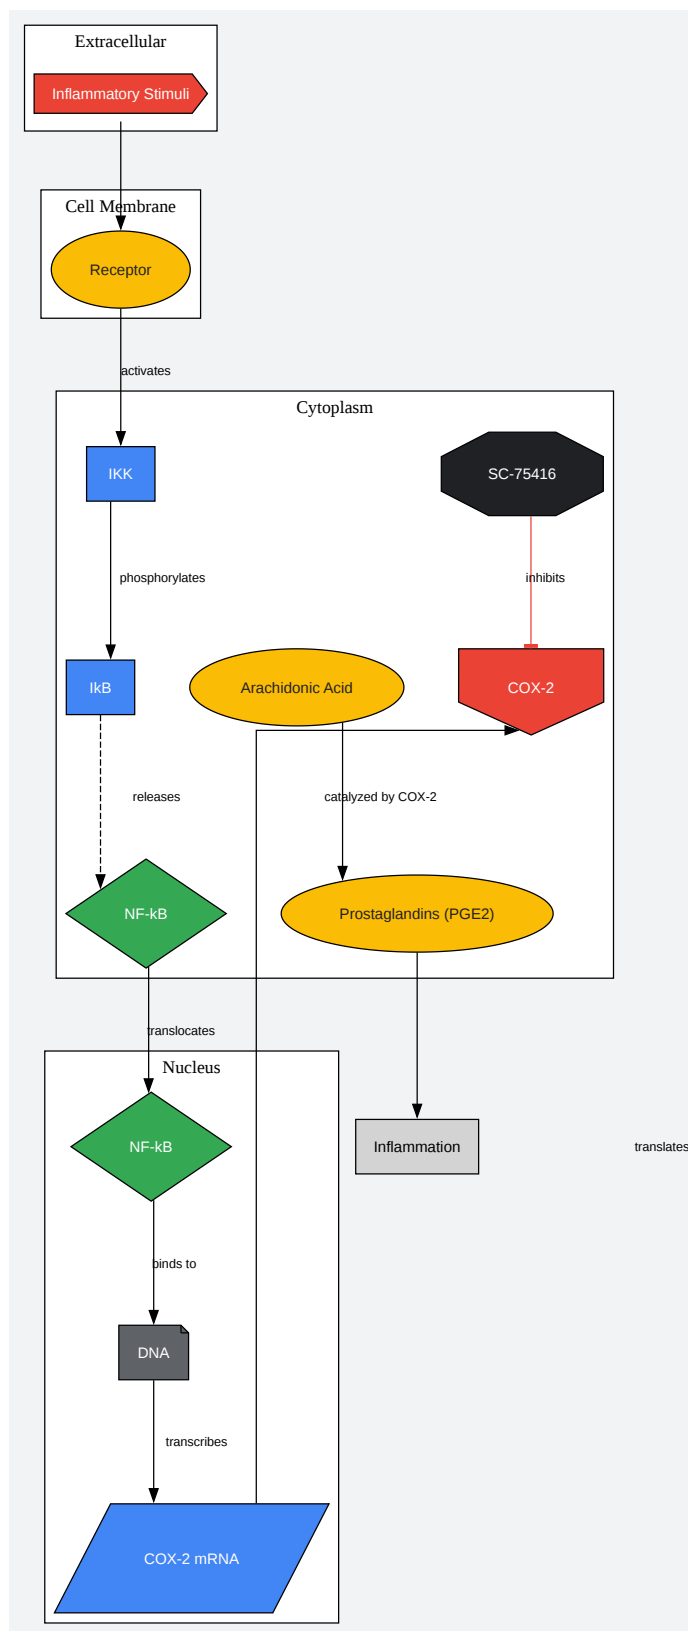 Extracellular
Inflammatory Stimuli
Cell Membrane
Receptor
activates
Cytoplasm
IKK
SC-75416
phosphorylates
inhibits
IkB
Arachidonic Acid
COX-2
releases
catalyzed by COX-2
NF-kB
Prostaglandins (PGE2)
translocates
Nucleus
NF-kB
Inflammation
translates
binds to
DNA
transcribes
COX-2 mRNA